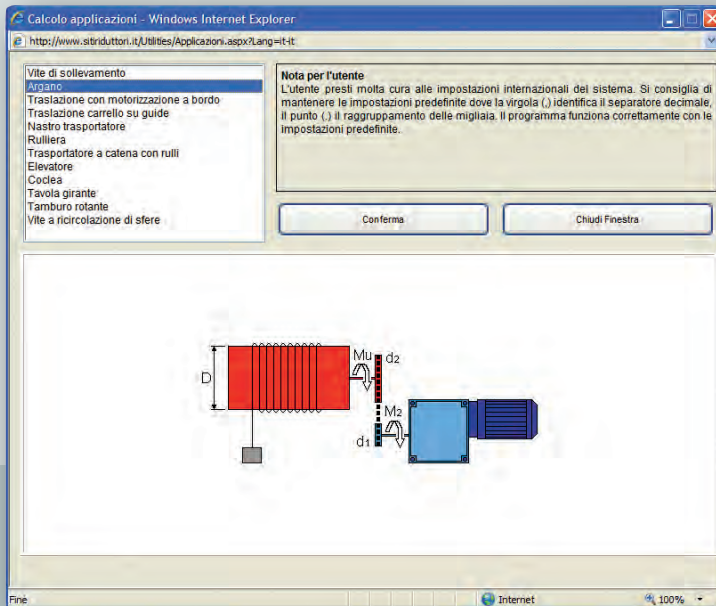 Calcolo applicazioni - Windows Internet Explorer
http://www.sitiriduttori.it/Utilities/Applicazioni.aspx?Lang=it-it
Vite di sollevamento
Argano
Traslazione con motorizzazione a bordo
Traslazione carrello su guide
Nastro trasportatore
Rulliera
Trasportatore a catena con rulli
Elevatore
Coclea
Tavola girante
Tamburo rotante
Vite a ricircolazione di sfere
Nota per l'utente
L'utente presti molta cura alle impostazioni internazionali del sistema. Si consiglia di
mantenere le impostazioni predefinite dove la virgola (,) identifica il separatore decimale,
il punto (.) il raggruppamento delle migliaia. Il programma funziona correttamente con le
impostazioni predefinite.
Conferma
Chiudi Finestra
Mu
d2
D
M2
d1
Fine
Internet
100%